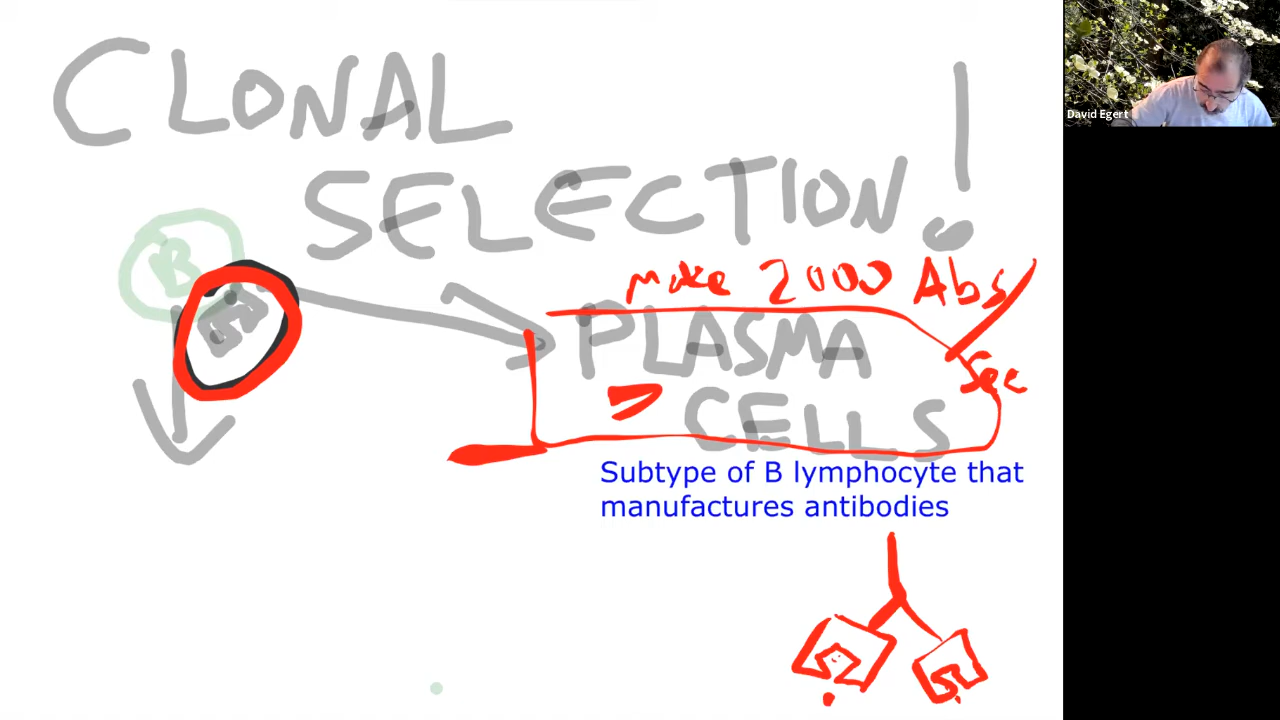 CLONAL
SELECTION!
B
make 2000 Abs/
Sec
PLASMA
CELLS
Subtype of B lymphocyte that
manufactures antibodies
David Egert